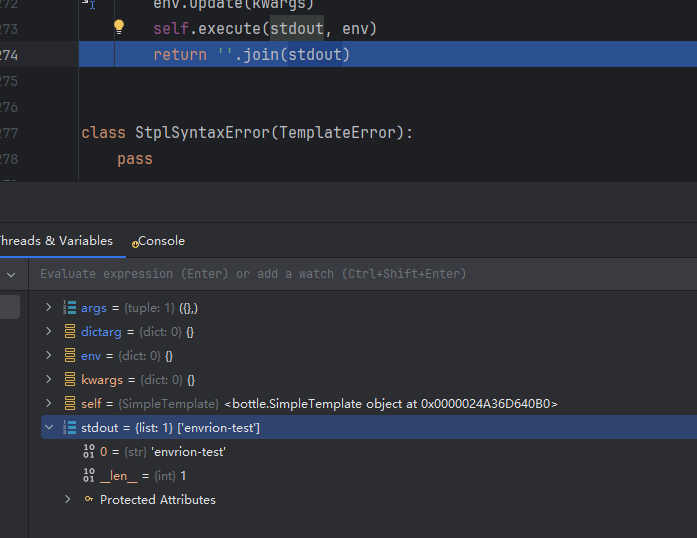 272 env.update(kwargs)
273 self.execute(stdout, env)
274 return ''.join(stdout)
275
276
277 class StplSyntaxError(TemplateError):
278 pass
Threads & Variables Console
Evaluate expression (Enter) or add a watch (Ctrl+Shift+Enter)
args = {tuple: 1} ({},)
dictarg = {dict: 0} {}
env = {dict: 0} {}
kwargs = {dict: 0} {}
self = {SimpleTemplate} <bottle.SimpleTemplate object at 0x0000024A36D640B0>
stdout = {list: 1} ['envrion-test']
0 = {str} 'envrion-test'
__len__ = {int} 1
Protected Attributes